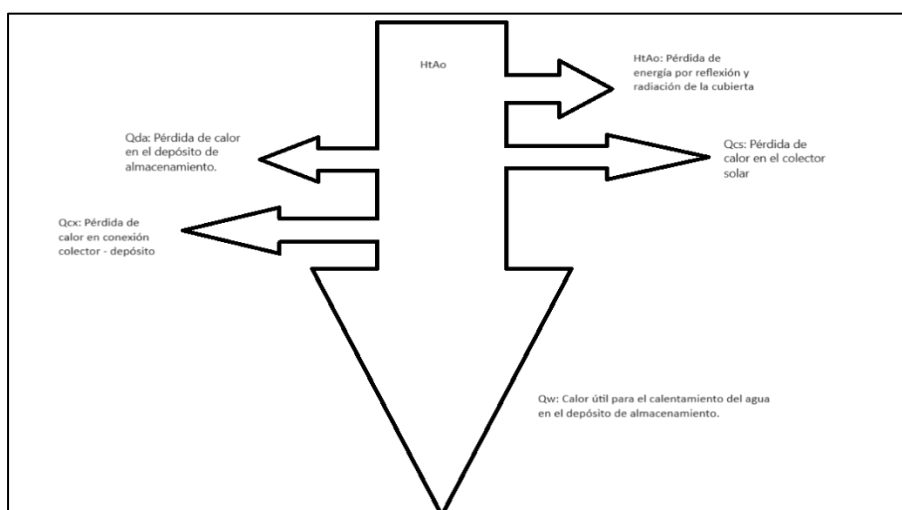 HtAo
HtAo: Pérdida de
energía por reflexión y
radiación de la cubierta
Qda: Pérdida de calor
en el depósito de
almacenamiento.
Qcs: Pérdida de
calor en el colector
solar
Qcx: Pérdida de
calor en conexión
colector - depósito
Qw: Calor útil para el calentamiento del agua
en el depósito de almacenamiento.